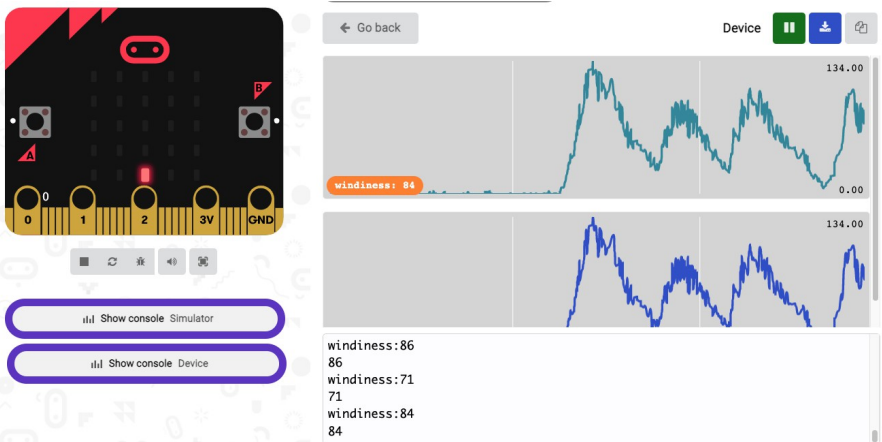 B
A
0
0 1 2 3V GND
Show console Simulator
Show console Device
Go back
Device
134.00
windiness: 84
0.00
134.00
windiness:86
86
windiness:71
71
windiness:84
84